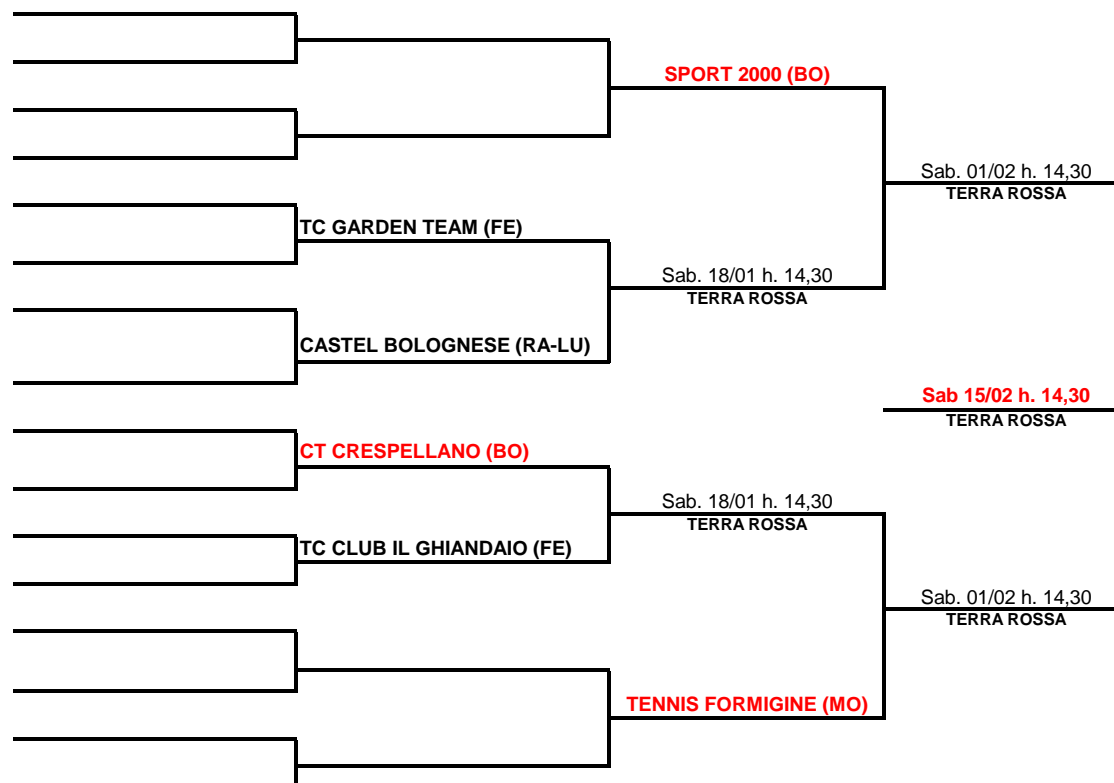 SPORT 2000 (BO)
Sab. 01/02 h. 14,30
TERRA ROSSA
TC GARDEN TEAM (FE)
Sab. 18/01 h. 14,30
TERRA ROSSA
CASTEL BOLOGNESE (RA-LU)
Sab 15/02 h. 14,30
TERRA ROSSA
CT CRESPELLANO (BO)
Sab. 18/01 h. 14,30
TERRA ROSSA
TC CLUB IL GHIANDAIO (FE)
Sab. 01/02 h. 14,30
TERRA ROSSA
TENNIS FORMIGINE (MO)